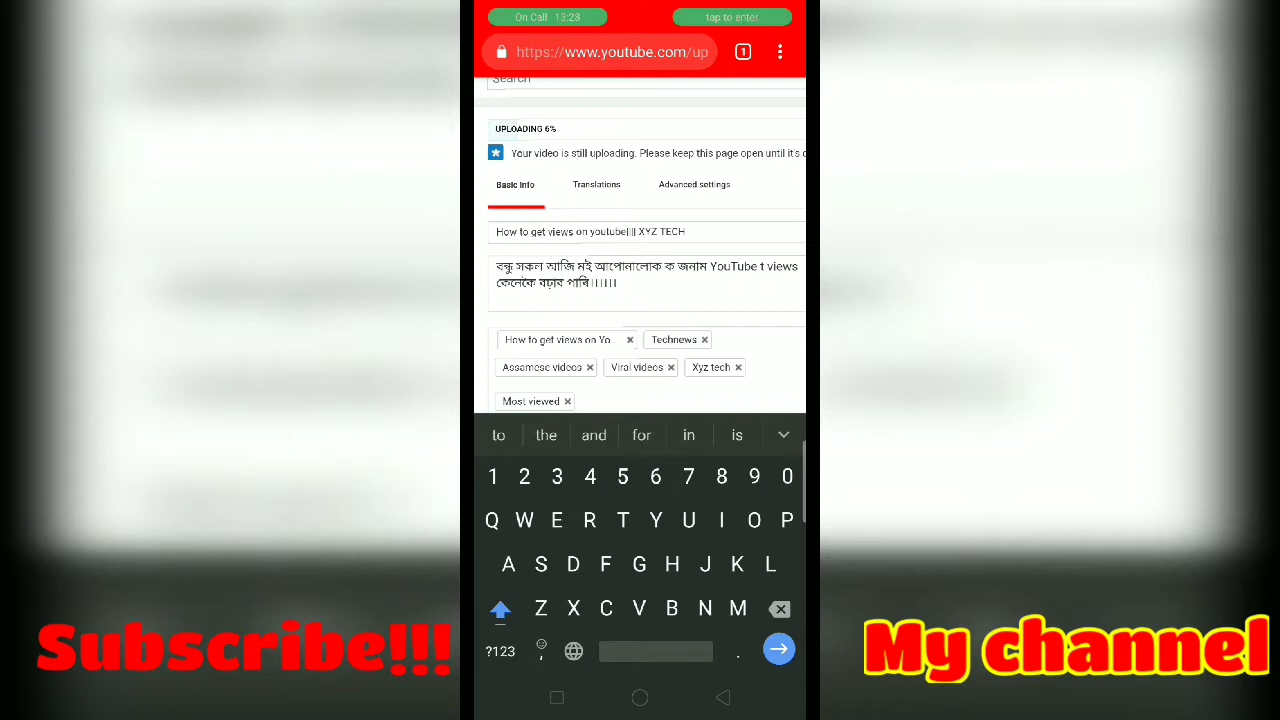 On Call 13:28
tap to enter
https://www.youtube.com/up
1
Search
UPLOADING 6%
Your video is still uploading. Please keep this page open until it's
Basic info
Translations
Advanced settings
How to get views on youtube|||| XYZ TECH
বন্ধু সকল আজি মই আপোনালোক ক জনাম YouTube t views
কেনেকৈ বঢ়াব পাৰি।।।।।।
How to get views on Yo...
Technews
Assamese videos
Viral videos
Xyz tech
Most viewed
to the and for in is
1 2 3 4 5 6 7 8 9 0
Q W E R T Y U I O P
A S D F G H J K L
Z X C V B N M
?123 , .
Subscribe!!!
My channel